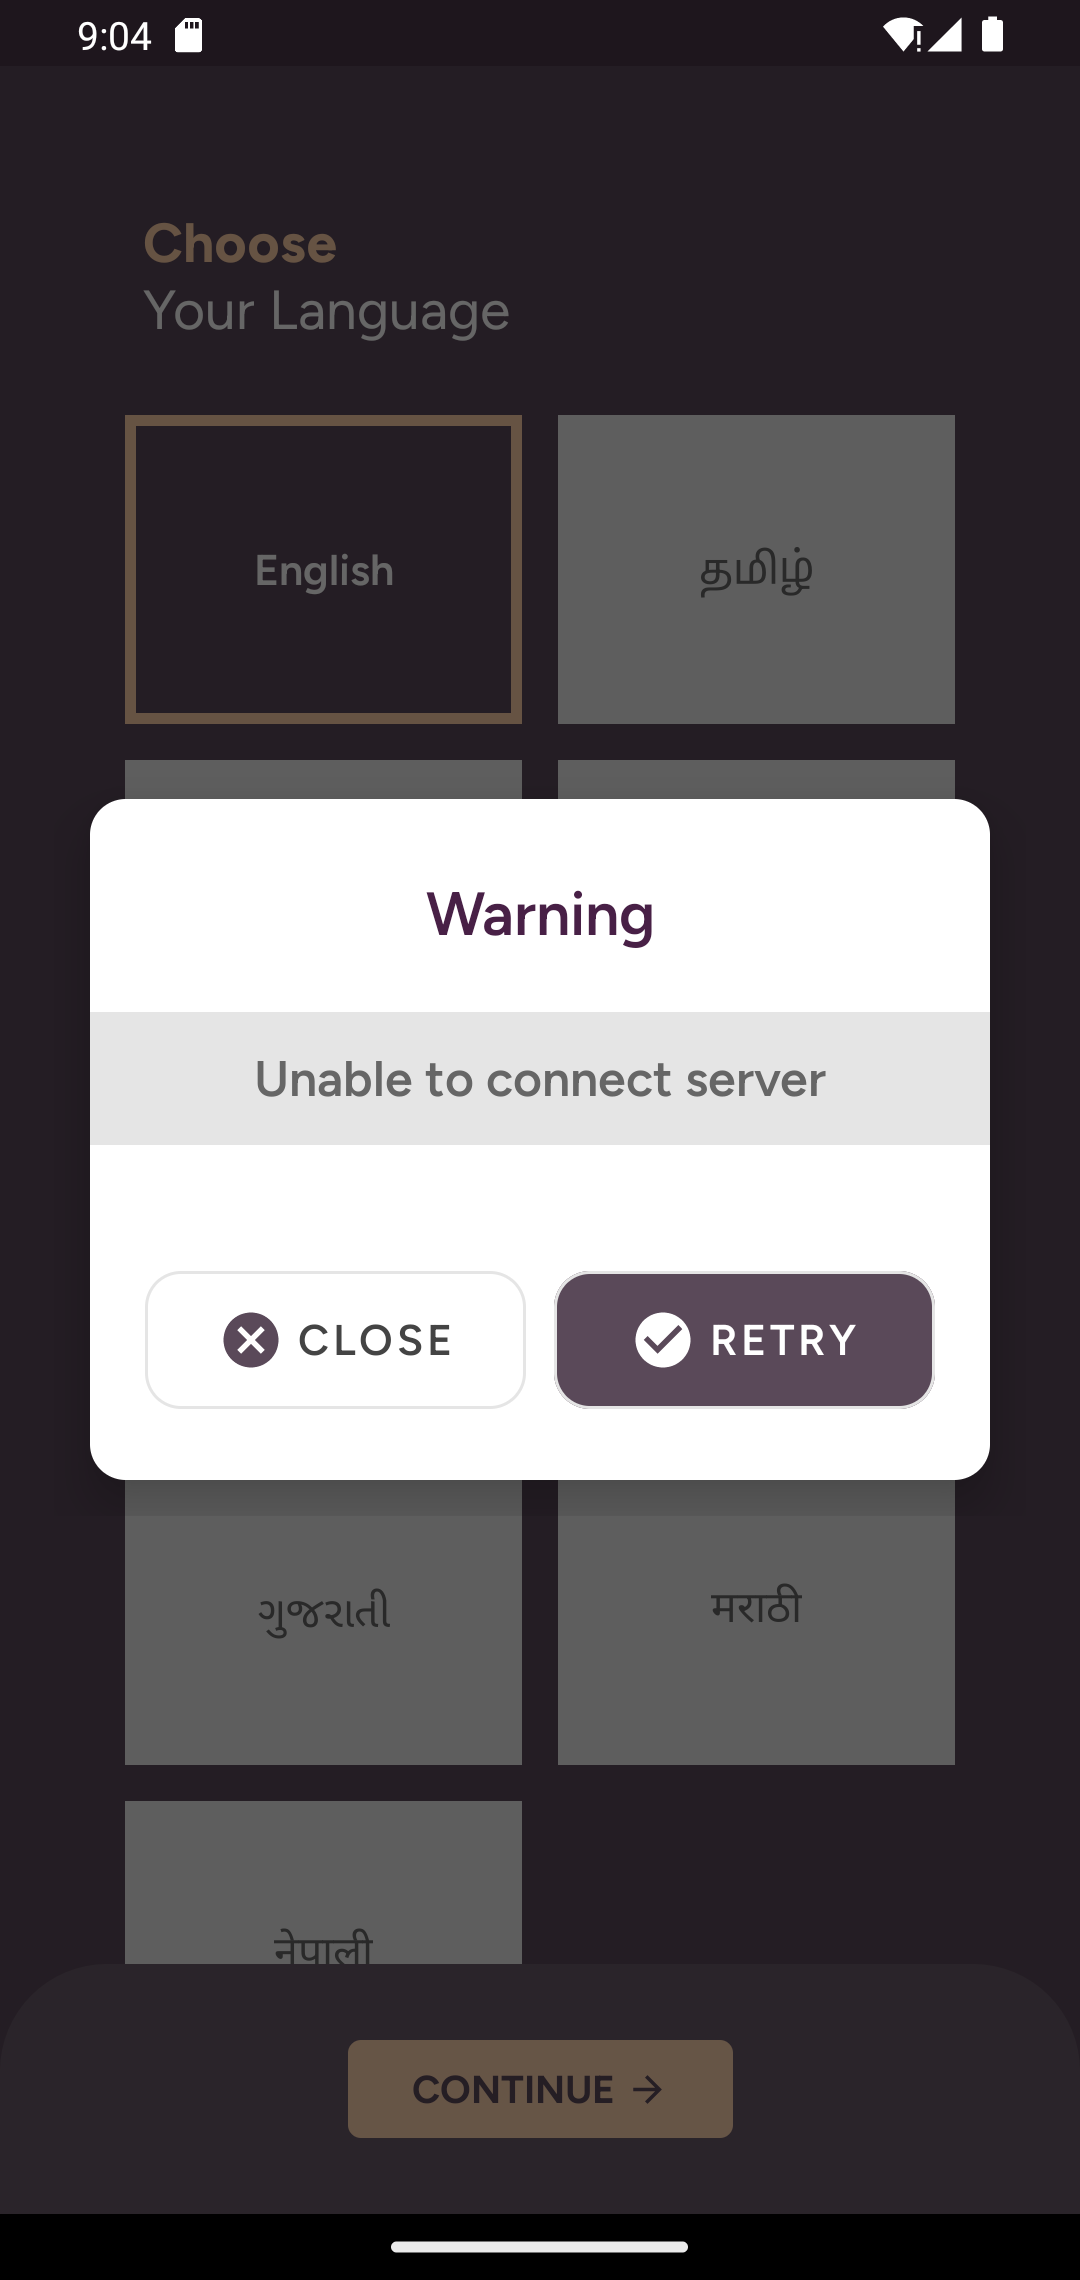 9:04
Choose
Your Language
English
தமிழ்
Warning
Unable to connect server
CLOSE
RETRY
ગુજરાતી
मराठी
नेपाली
CONTINUE →